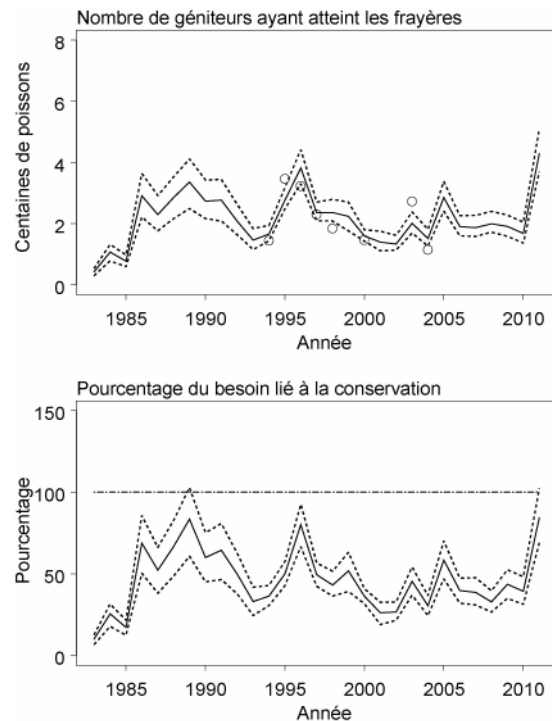 Nombre de géniteurs ayant atteint les frayères
8
6
4
2
0
Centaines de poissons
1985 1990 1995 2000 2005 2010
Année
Pourcentage du besoin lié à la conservation
150
100
50
0
Pourcentage
1985 1990 1995 2000 2005 2010
Année